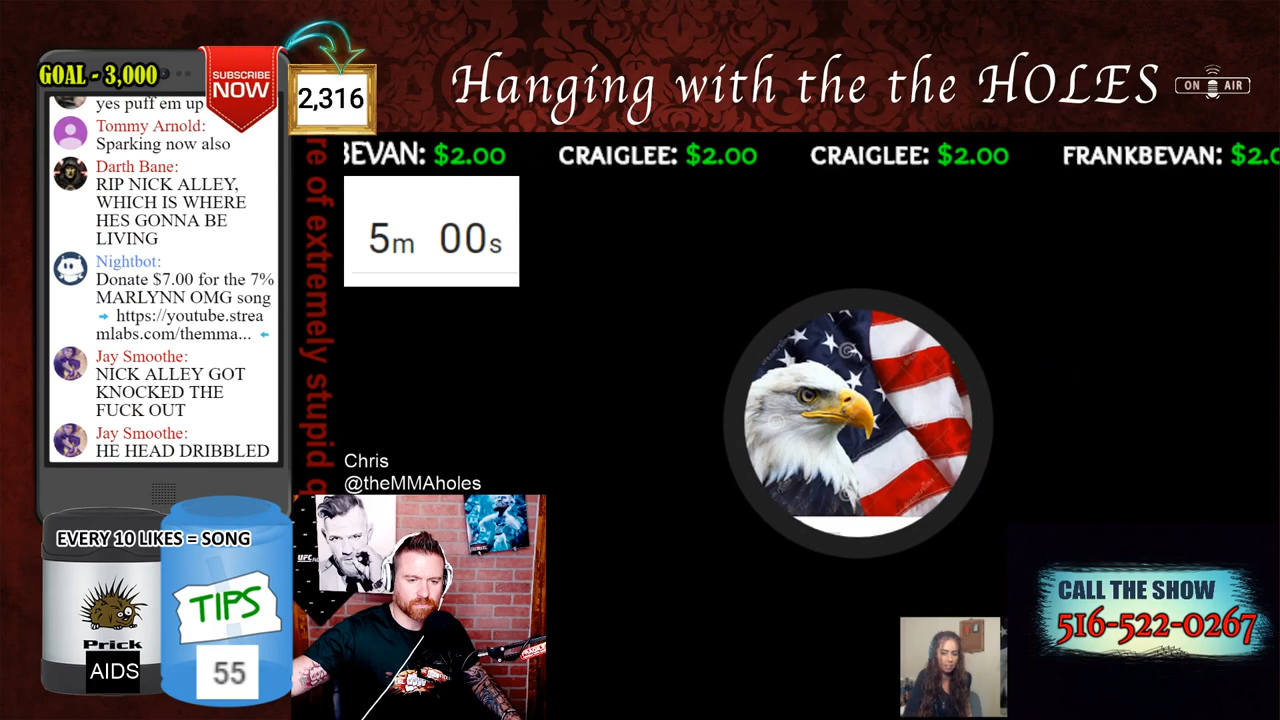 GOAL - 3,000
SUBSCRIBE
NOW
2,316
Hanging with the the HOLES
ON AIR
yes puff em up
Tommy Arnold:
Sparking now also
Darth Bane:
RIP NICK ALLEY,
WHICH IS WHERE
HES GONNA BE
LIVING
Nightbot:
Donate $7.00 for the 7%
MARLYNN OMG song
https://youtube.strea
mlabs.com/themma...
Jay Smoothe:
NICK ALLEY GOT
KNOCKED THE
FUCK OUT
Jay Smoothe:
HE HEAD DRIBBLED
BEVAN: $2.00 CRAIGLEE: $2.00 CRAIGLEE: $2.00 FRANKBEVAN: $2.0
re of extremely stupid q
5m 00s
Chris
@theMMAholes
UFC
EVERY 10 LIKES = SONG
Prick
AIDS
TIPS
55
CALL THE SHOW
516-522-0267